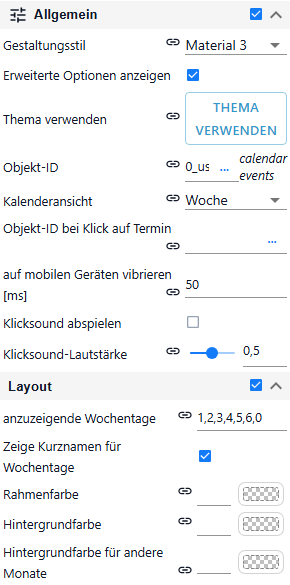 Allgemein
Gestaltungsstil Material 3
Erweiterte Optionen anzeigen
Thema verwenden THEMA
VERWENDEN
Objekt-ID 0_us ... calendar
events
Kalenderansicht Woche
Objekt-ID bei Klick auf Termin
...
auf mobilen Geräten vibrieren
[ms] 50
Klicksound abspielen
Klicksound-Lautstärke 0,5
Layout
anzuzeigende Wochentage 1,2,3,4,5,6,0
Zeige Kurznamen für
Wochentage
Rahmenfarbe
Hintergrundfarbe
Hintergrundfarbe für andere
Monate